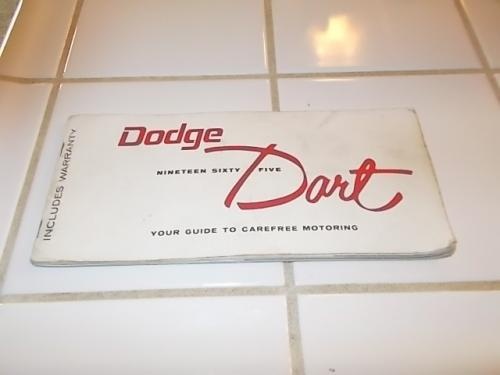 Dodge
NINETEEN SIXTY FIVE
Dart
YOUR GUIDE TO CAREFREE MOTORING
INCLUDES WARRANTY